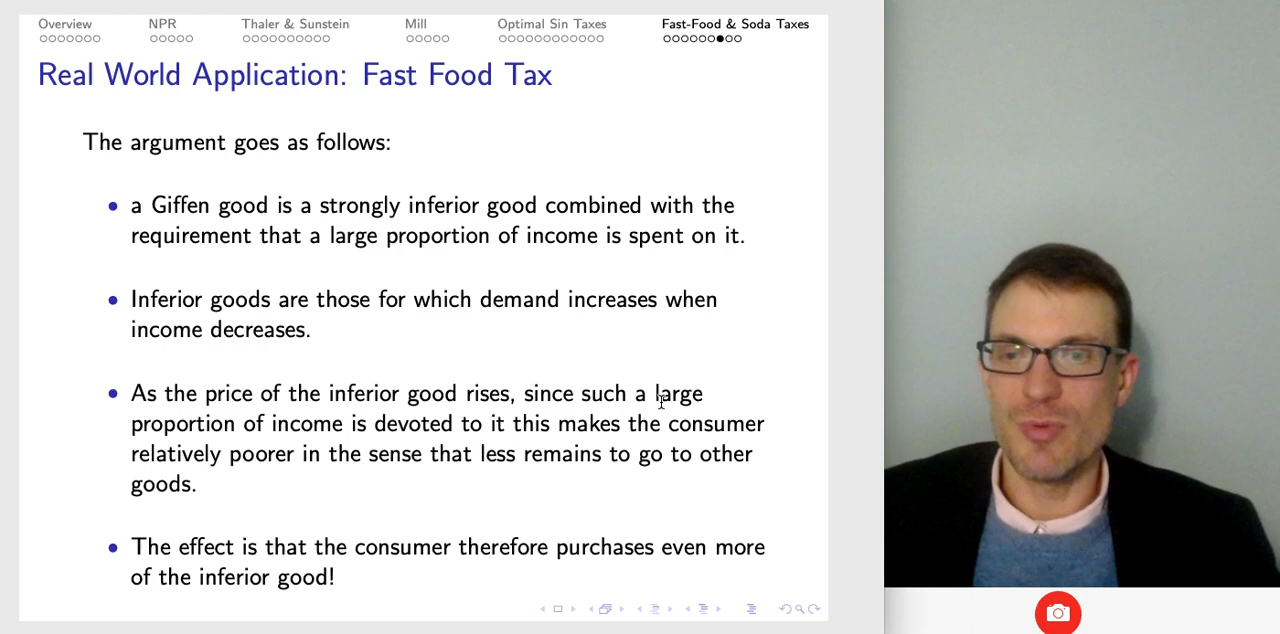 Overview NPR Thaler & Sunstein Mill Optimal Sin Taxes Fast-Food & Soda Taxes
Real World Application: Fast Food Tax
The argument goes as follows:
• a Giffen good is a strongly inferior good combined with the
requirement that a large proportion of income is spent on it.
• Inferior goods are those for which demand increases when
income decreases.
• As the price of the inferior good rises, since such a large
proportion of income is devoted to it this makes the consumer
relatively poorer in the sense that less remains to go to other
goods.
• The effect is that the consumer therefore purchases even more
of the inferior good!